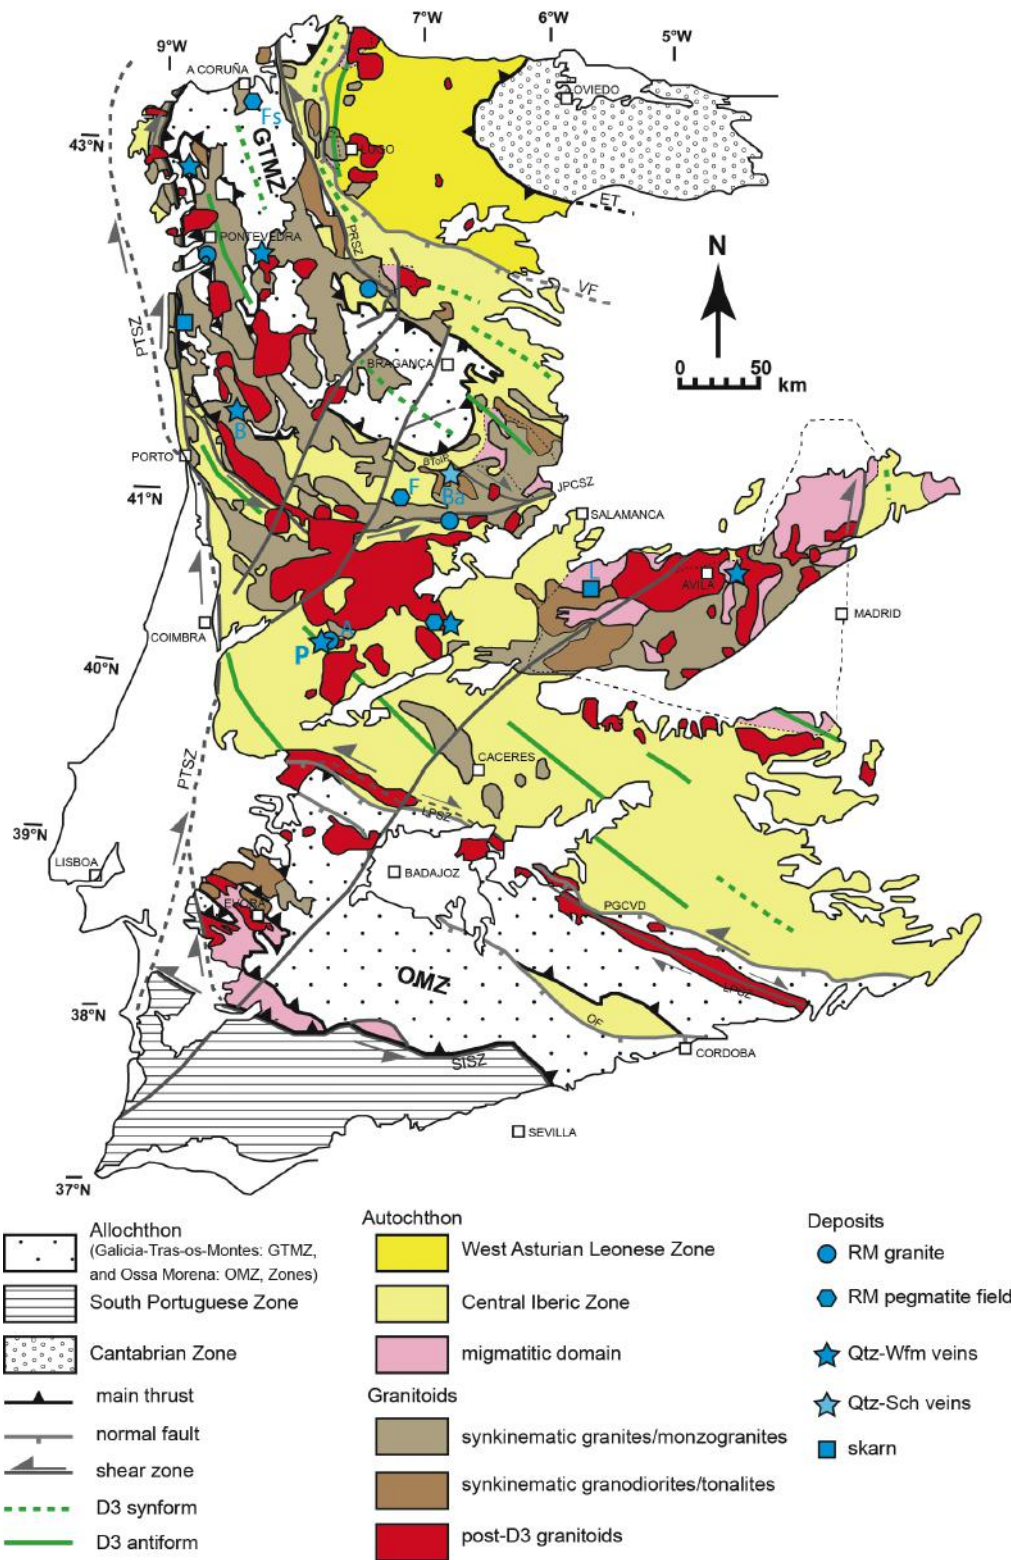 9°W
7°W
6°W
5°W
A CORUÑA
OVIEDO
Fs
43°N
GTMZ
LUGO
ET
PONTEVEDRA
PRSZ
N
VF
PTSZ
BRAGANÇA
0 50
km
B
PORTO
BToIP
F
Ba
JPCSZ
41°N
SALAMANCA
L
AVILA
MADRID
COIMBRA
A
P
40°N
PTSZ
CACERES
LPSZ
39°N
LISBOA
BADAJOZ
EVORA
PGCVD
OMZ
LPSZ
38°N
OF
CORDOBA
SISZ
SEVILLA
37°N
Allochthon
(Galicia-Tras-os-Montes: GTMZ,
and Ossa Morena: OMZ, Zones)
South Portuguese Zone
Cantabrian Zone
main thrust
normal fault
shear zone
D3 synform
D3 antiform
Autochthon
West Asturian Leonese Zone
Central Iberic Zone
migmatitic domain
Granitoids
synkinematic granites/monzogranites
synkinematic granodiorites/tonalites
post-D3 granitoids
Deposits
RM granite
RM pegmatite field
Qtz-Wfm veins
Qtz-Sch veins
skarn